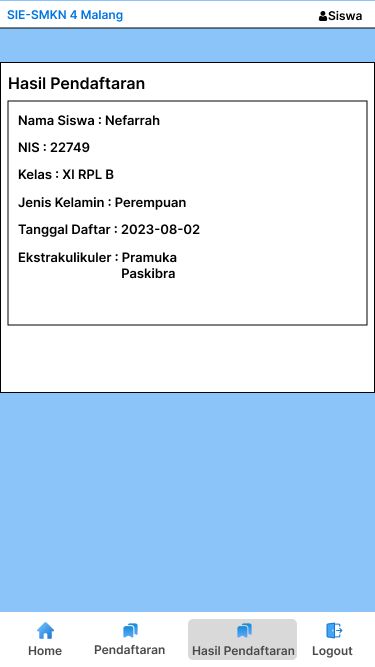 SIE-SMKN 4 Malang
Siswa
Hasil Pendaftaran
Nama Siswa : Nefarrah
NIS : 22749
Kelas : XI RPL B
Jenis Kelamin : Perempuan
Tanggal Daftar : 2023-08-02
Ekstrakulikuler : Pramuka
Paskibra
Home
Pendaftaran
Hasil Pendaftaran
Logout